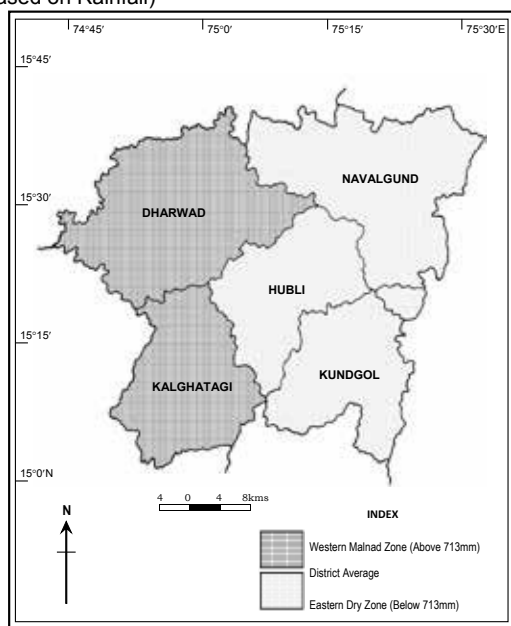 ased on Rainfall)
74°45' 75°0' 75°15' 75°30'E
15°45'
NAVALGUND
15°30'
DHARWAD
HUBLI
15°15'
KUNDGOL
KALGHATAGI
15°0'N
4 0 4 8kms
N
INDEX
Western Malnad Zone (Above 713mm)
District Average
Eastern Dry Zone (Below 713mm)